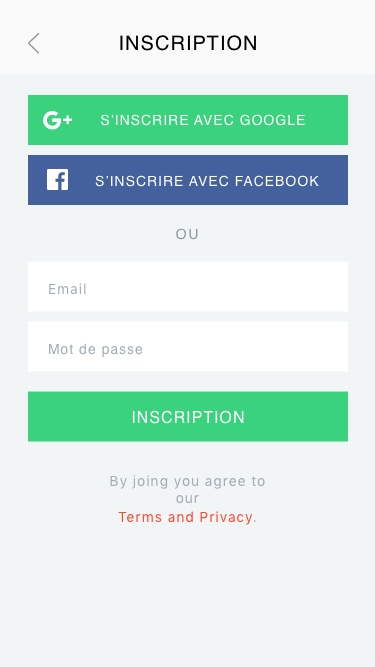 INSCRIPTION
G+ S'INSCRIRE AVEC GOOGLE
S'INSCRIRE AVEC FACEBOOK
OU
Email
Mot de passe
INSCRIPTION
By joing you agree to
our
Terms and Privacy.